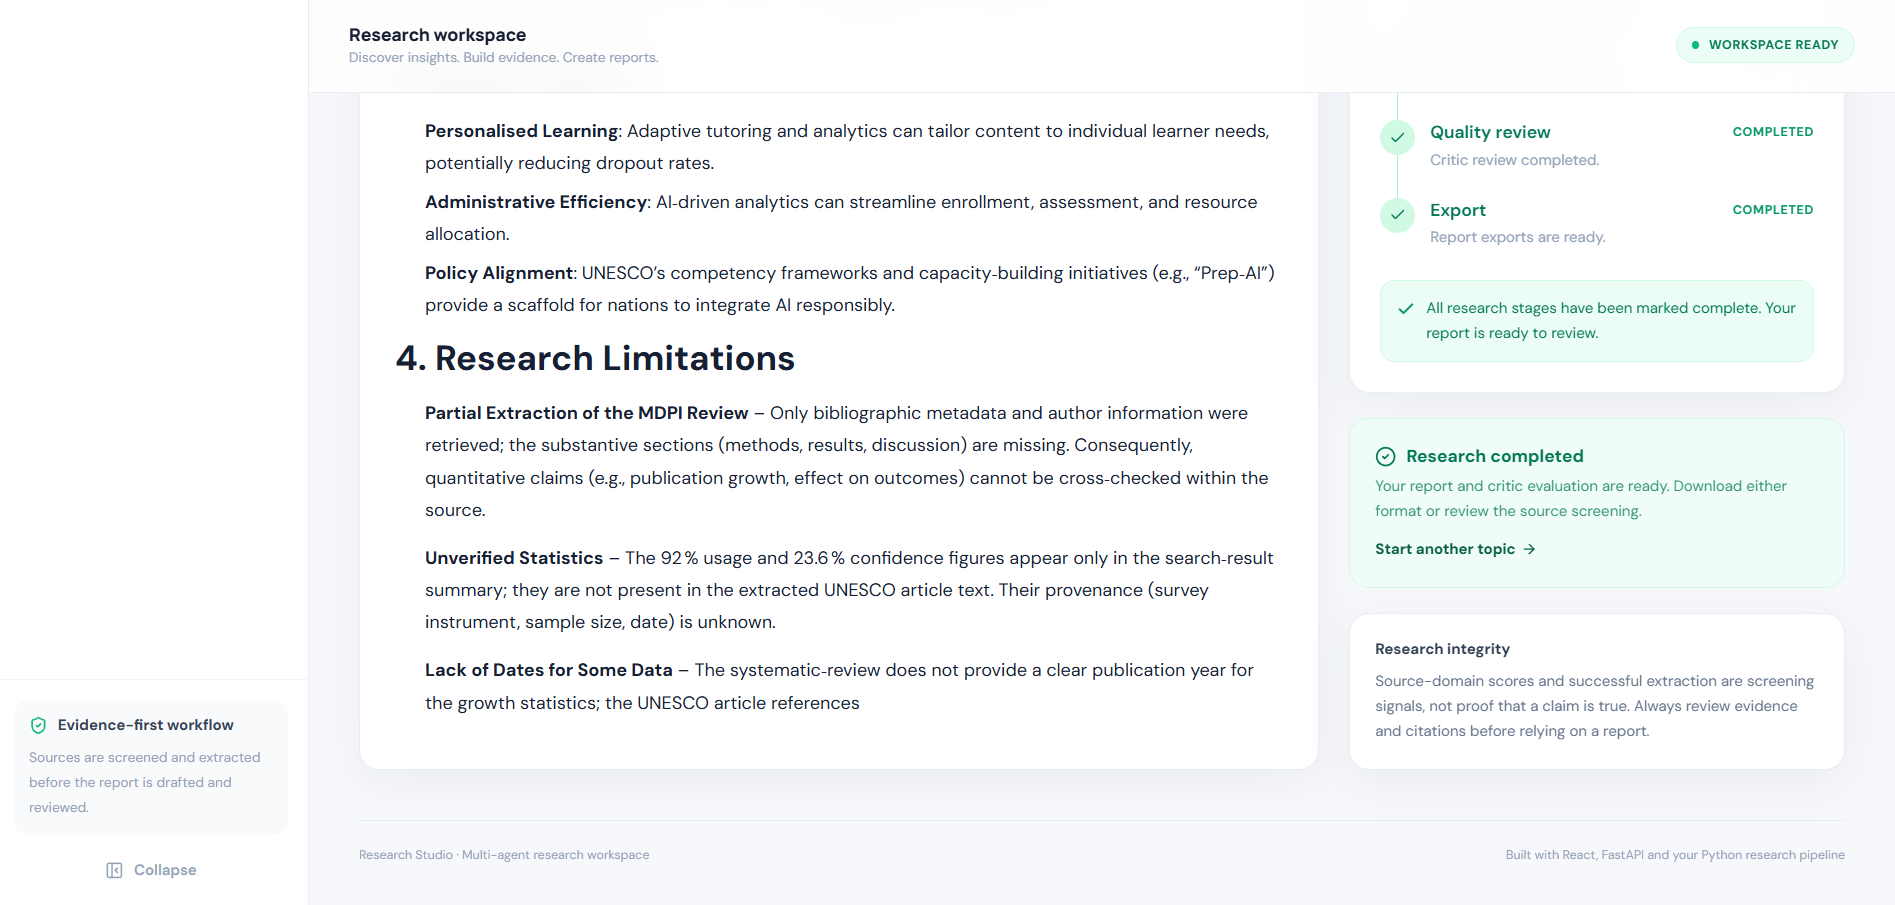 Research workspace
Discover insights. Build evidence. Create reports.
WORKSPACE READY
Personalised Learning: Adaptive tutoring and analytics can tailor content to individual learner needs,
potentially reducing dropout rates.
Administrative Efficiency: AI-driven analytics can streamline enrollment, assessment, and resource
allocation.
Policy Alignment: UNESCO’s competency frameworks and capacity-building initiatives (e.g., “Prep-AI”)
provide a scaffold for nations to integrate AI responsibly.
4. Research Limitations
Partial Extraction of the MDPI Review – Only bibliographic metadata and author information were
retrieved; the substantive sections (methods, results, discussion) are missing. Consequently,
quantitative claims (e.g., publication growth, effect on outcomes) cannot be cross-checked within the
source.
Unverified Statistics – The 92 % usage and 23.6 % confidence figures appear only in the search-result
summary; they are not present in the extracted UNESCO article text. Their provenance (survey
instrument, sample size, date) is unknown.
Lack of Dates for Some Data – The systematic-review does not provide a clear publication year for
the growth statistics; the UNESCO article references
Quality review
COMPLETED
Critic review completed.
Export
COMPLETED
Report exports are ready.
All research stages have been marked complete. Your
report is ready to review.
Research completed
Your report and critic evaluation are ready. Download either
format or review the source screening.
Start another topic →
Research integrity
Source-domain scores and successful extraction are screening
signals, not proof that a claim is true. Always review evidence
and citations before relying on a report.
Evidence-first workflow
Sources are screened and extracted
before the report is drafted and
reviewed.
Collapse
Research Studio · Multi-agent research workspace
Built with React, FastAPI and your Python research pipeline